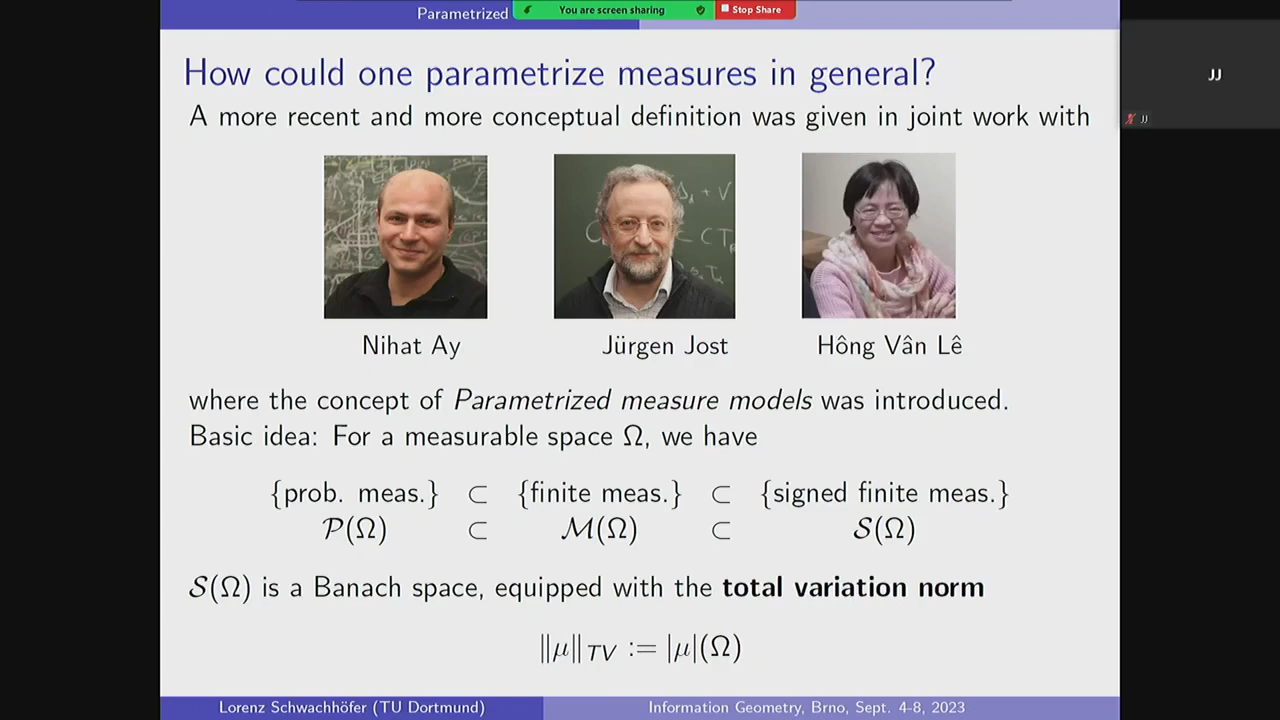 Parametrized
You are screen sharing
Stop Share
JJ
JJ
How could one parametrize measures in general?
A more recent and more conceptual definition was given in joint work with
Nihat Ay
Jürgen Jost
Hông Vân Lê
where the concept of Parametrized measure models was introduced.
Basic idea: For a measurable space Ω, we have
{prob. meas.} ⊂ {finite meas.} ⊂ {signed finite meas.}
𝒫(Ω) ⊂ ℳ(Ω) ⊂ 𝒮(Ω)
𝒮(Ω) is a Banach space, equipped with the total variation norm
‖μ‖_TV := |μ|(Ω)
Lorenz Schwachhöfer (TU Dortmund)
Information Geometry, Brno, Sept. 4-8, 2023